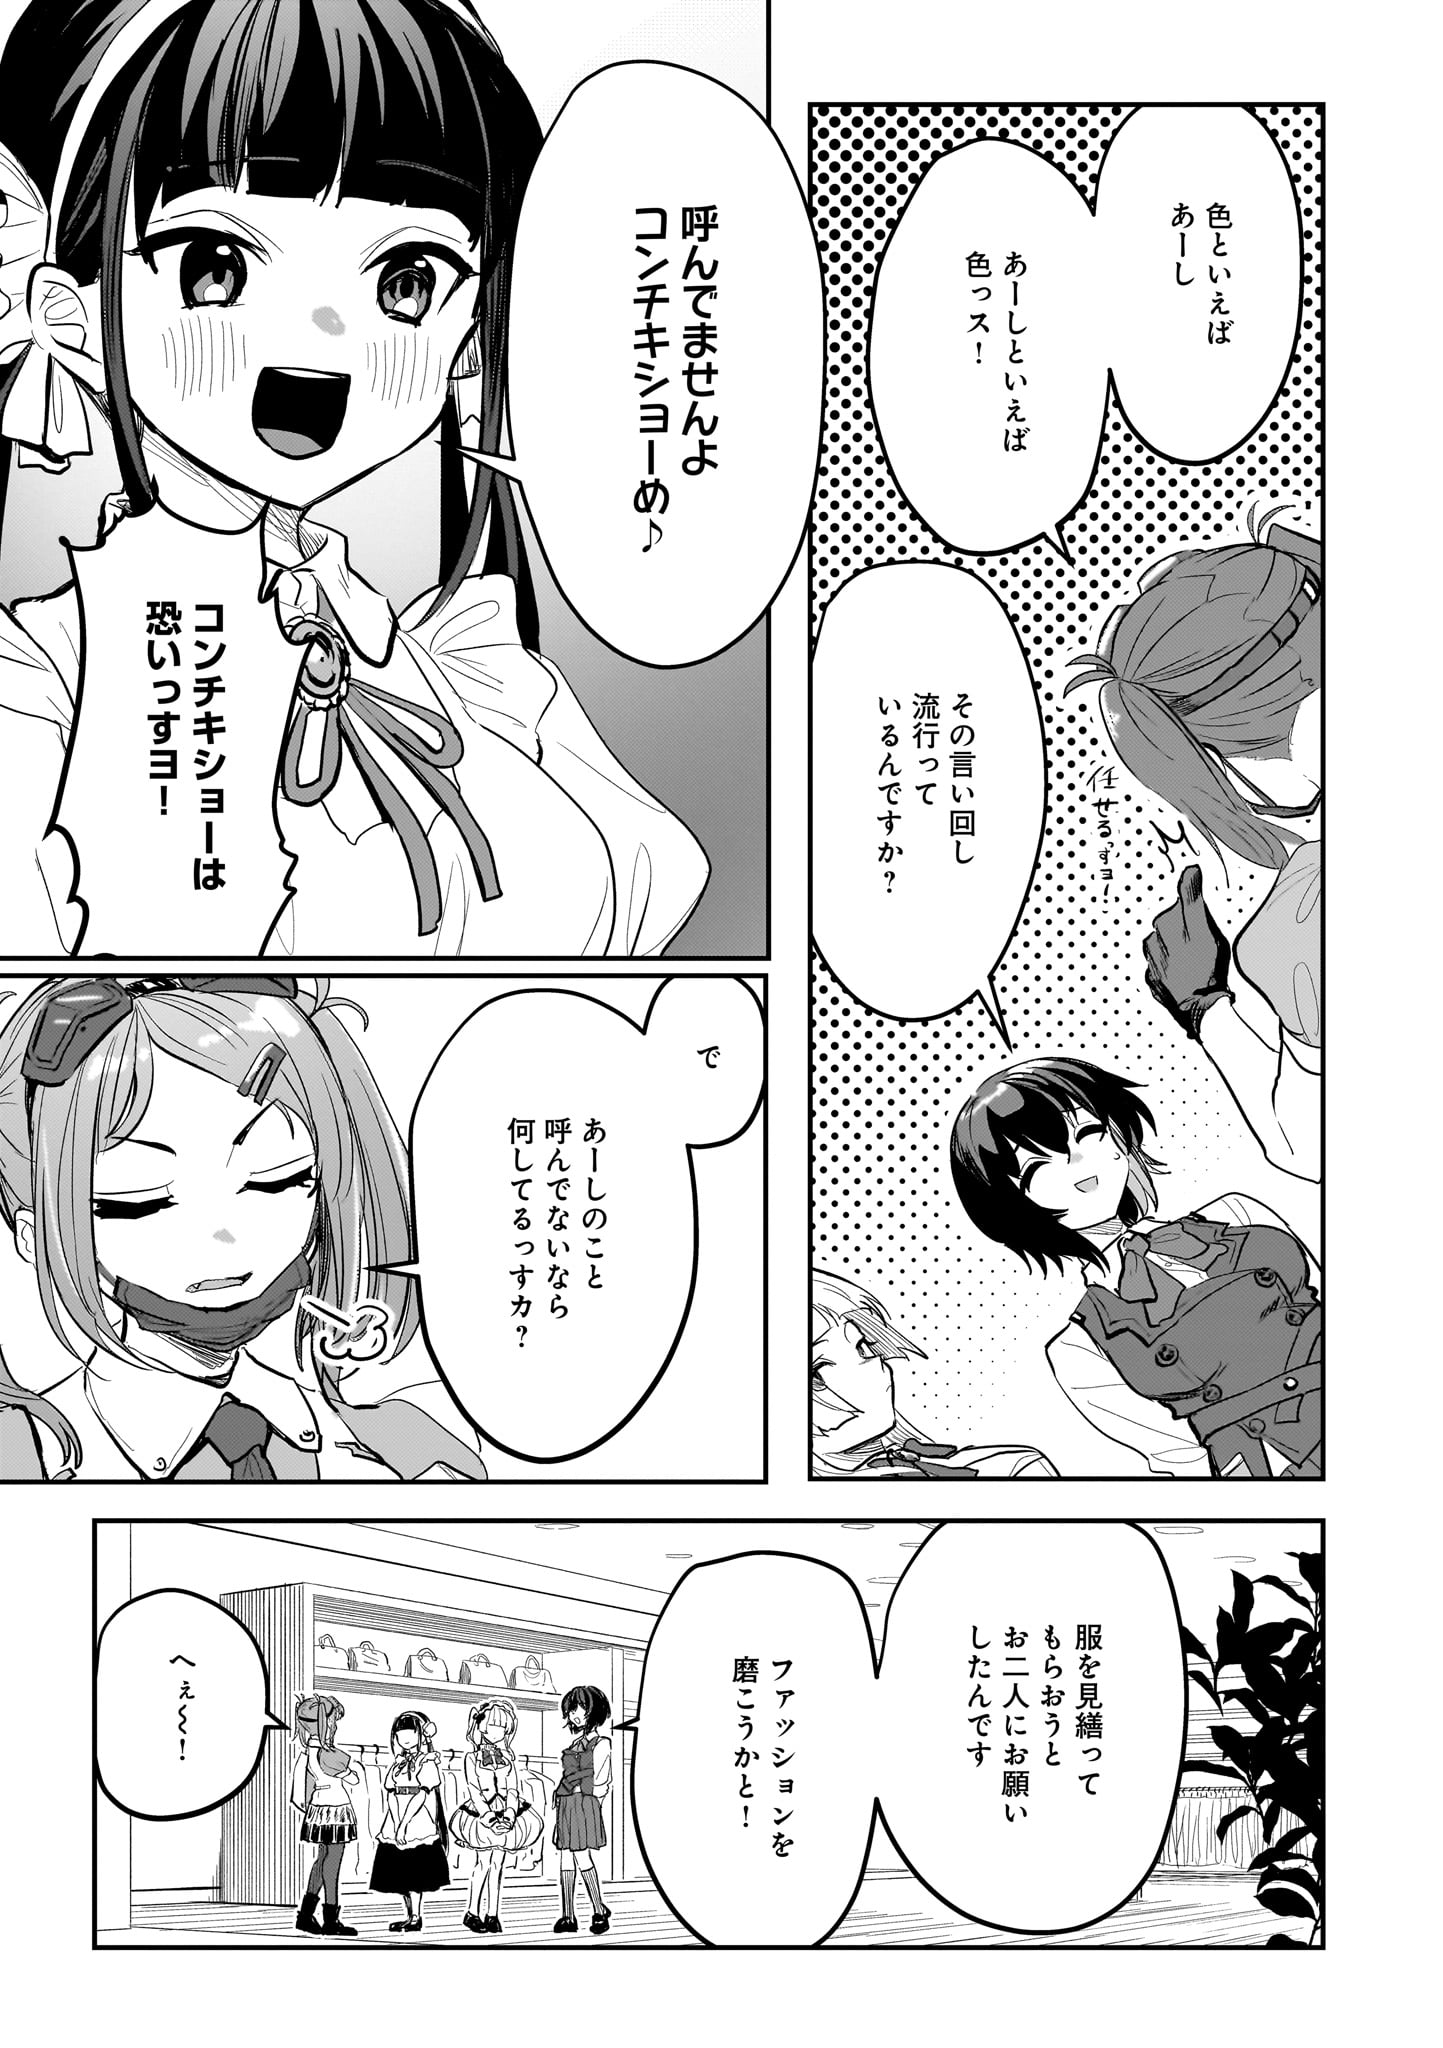 色といえば
あーし
あーしといえば
色っス！
任せるっすヨー
その言い回し
流行って
いるんですか？
呼んでませんよ
コンチキショーめ♪
コンチキショーは
恐いっすヨ！
で
あーしのこと
呼んでないなら
何してるっすカ？
服を見繕って
もらおうと
お二人にお願い
したんです
ファッションを
磨こうかと！
へぇ〜！